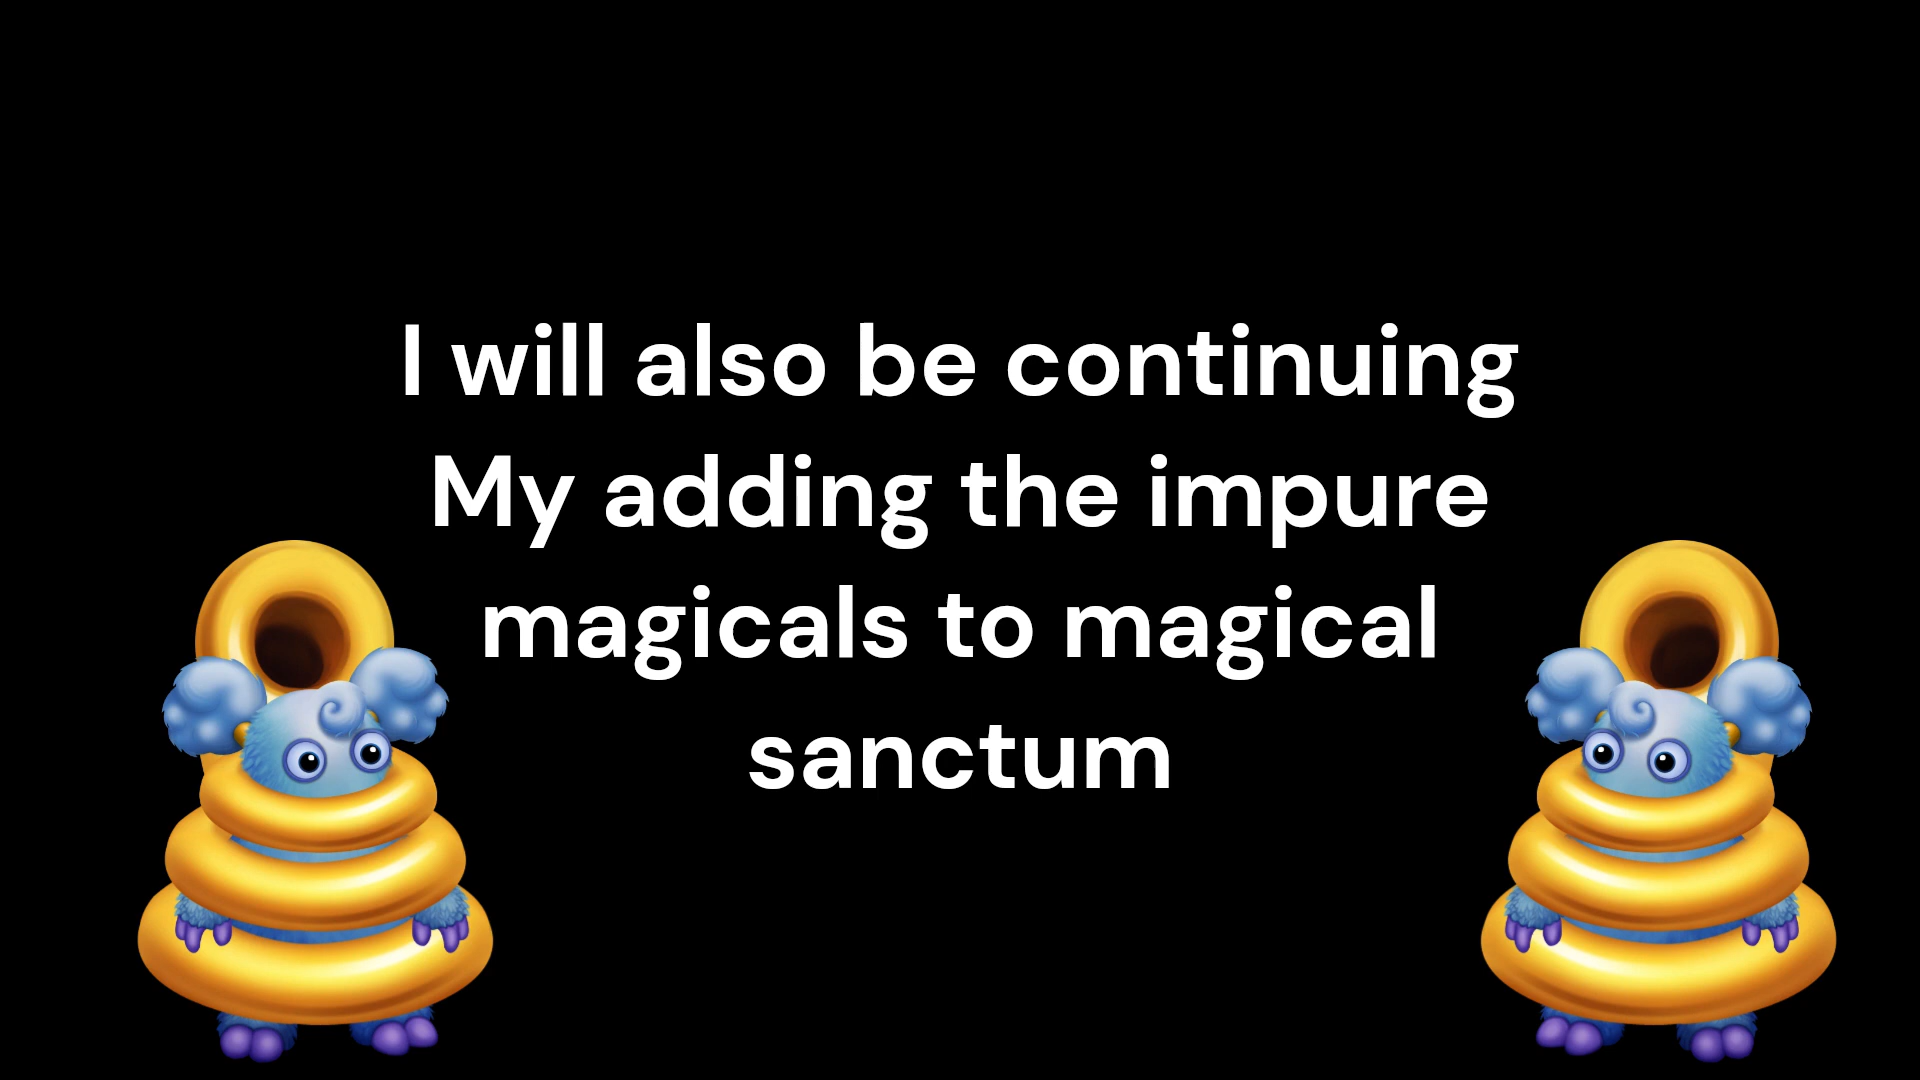 I will also be continuing
My adding the impure
magicals to magical
sanctum